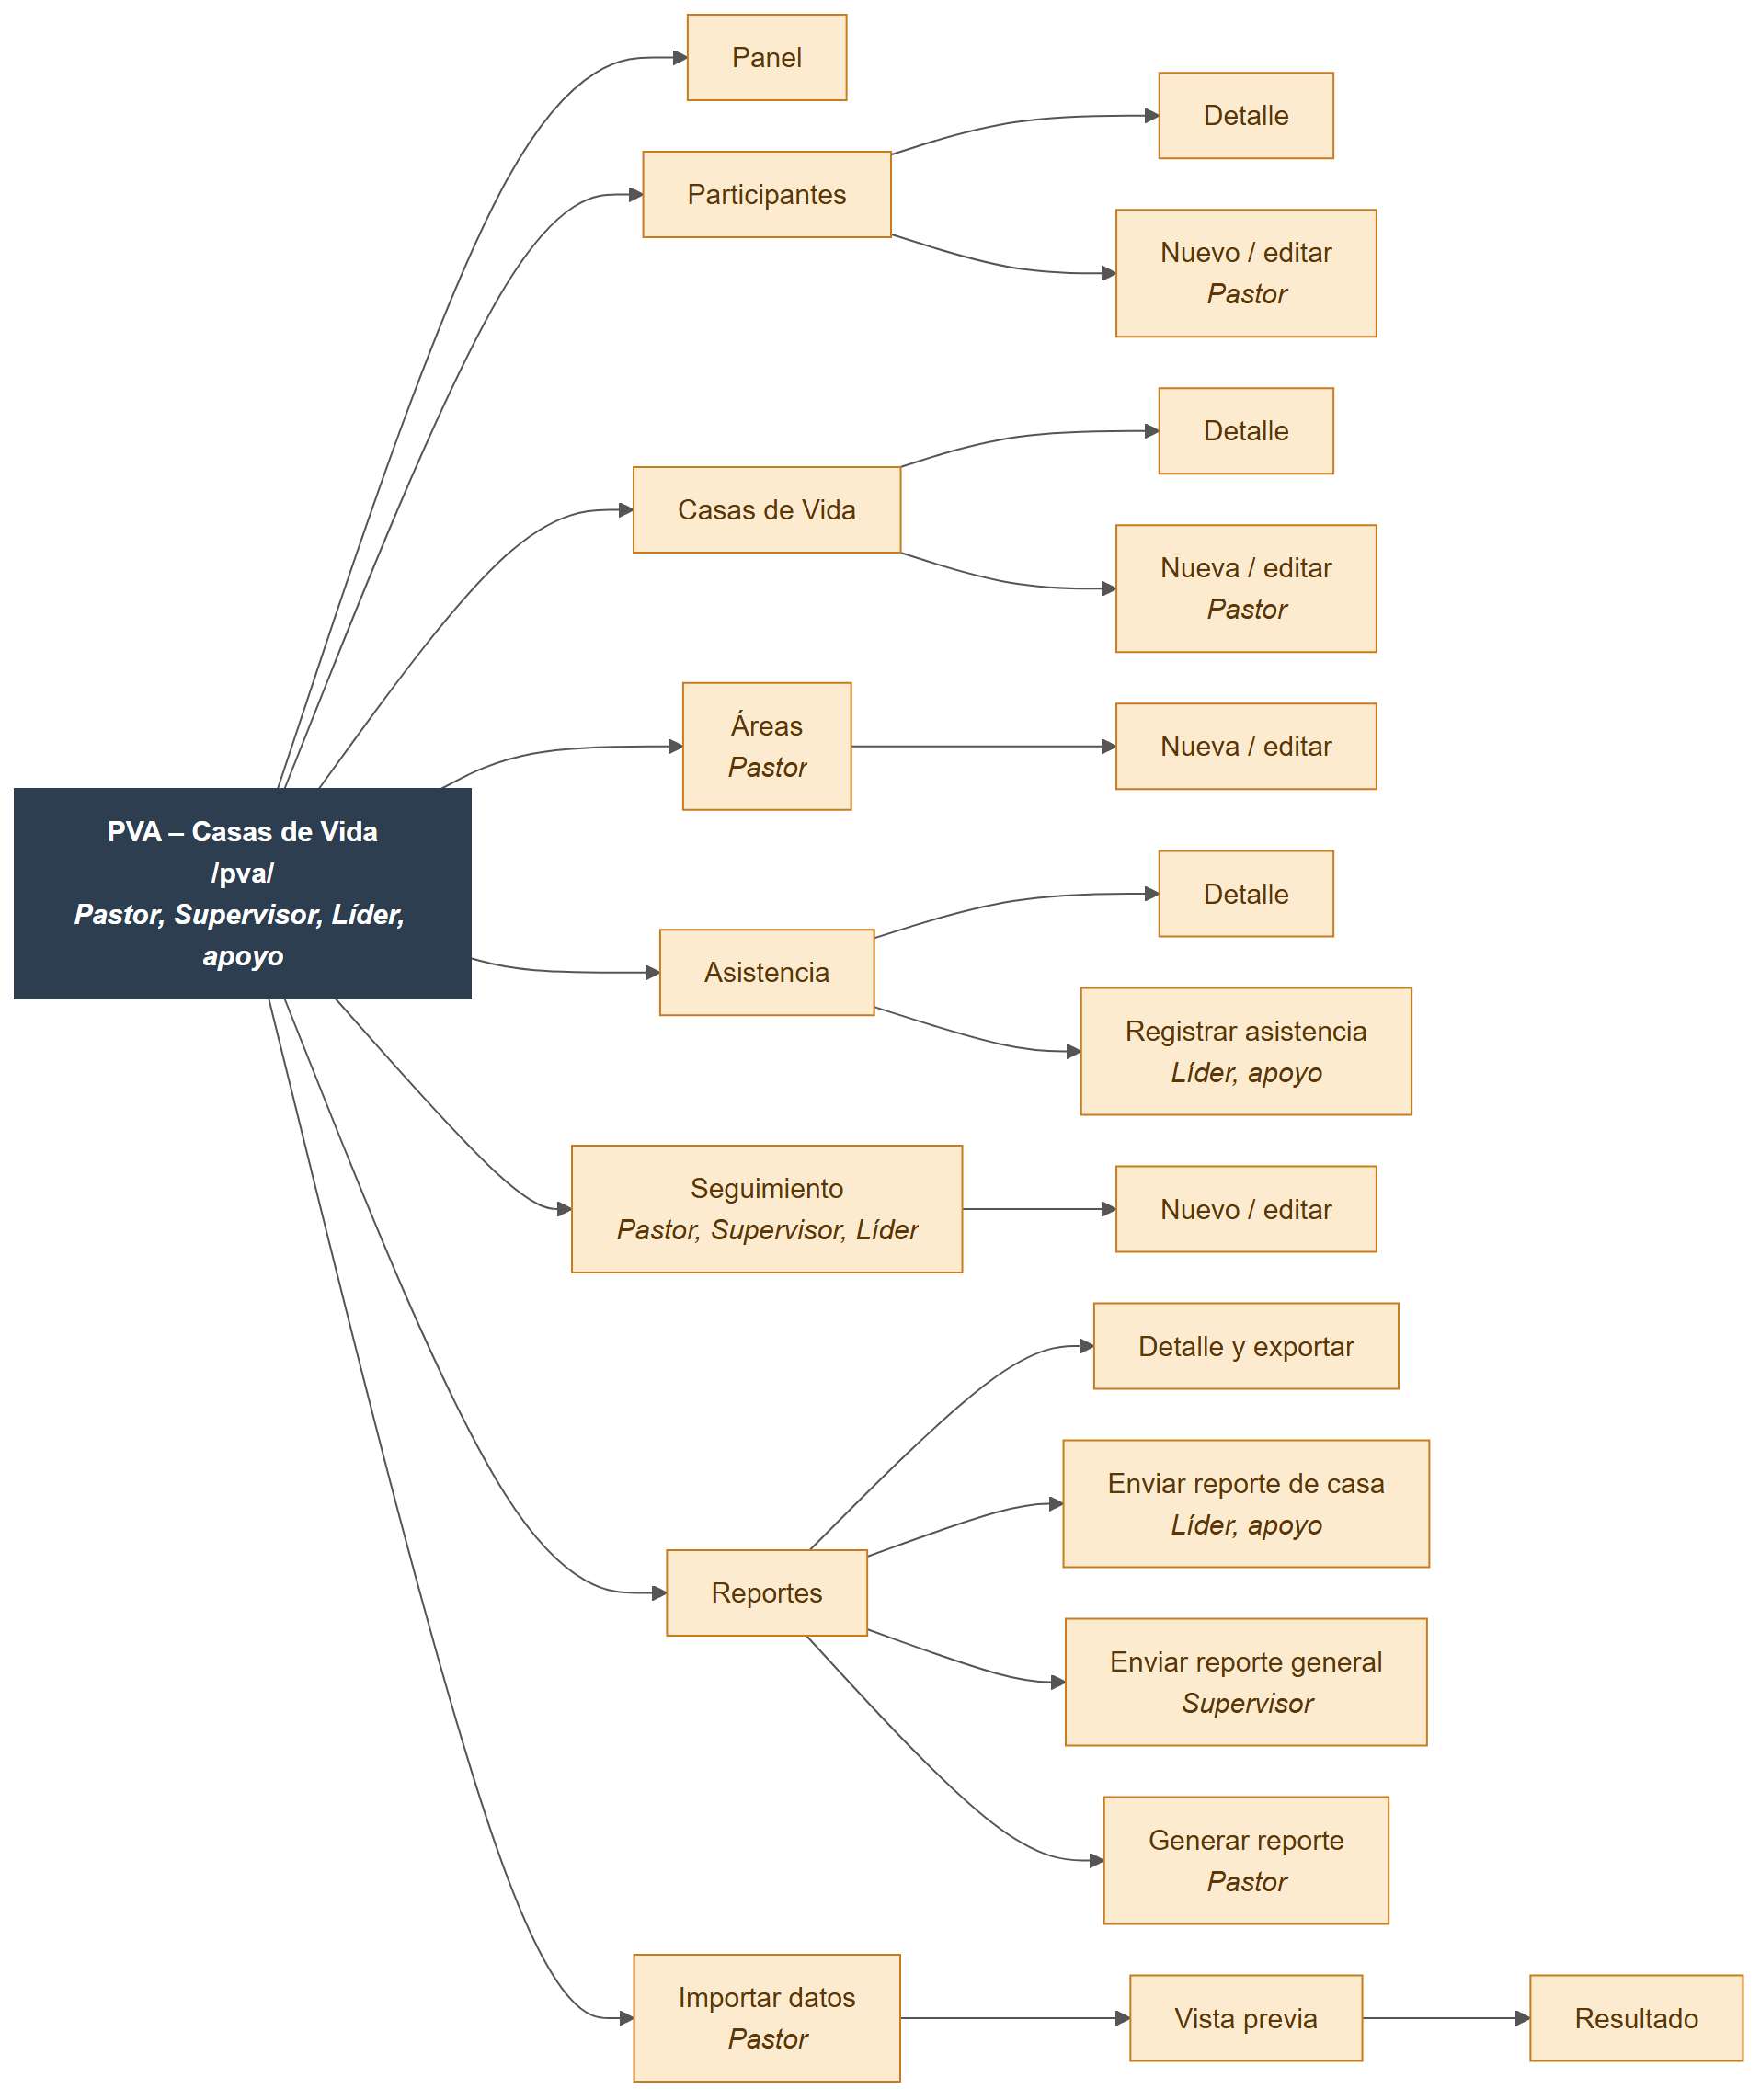 PVA – Casas de Vida
/pva/
Pastor, Supervisor, Líder,
apoyo
Panel
Participantes
Detalle
Nuevo / editar
Pastor
Casas de Vida
Detalle
Nueva / editar
Pastor
Áreas
Pastor
Nueva / editar
Asistencia
Detalle
Registrar asistencia
Líder, apoyo
Seguimiento
Pastor, Supervisor, Líder
Nuevo / editar
Reportes
Detalle y exportar
Enviar reporte de casa
Líder, apoyo
Enviar reporte general
Supervisor
Generar reporte
Pastor
Importar datos
Pastor
Vista previa
Resultado